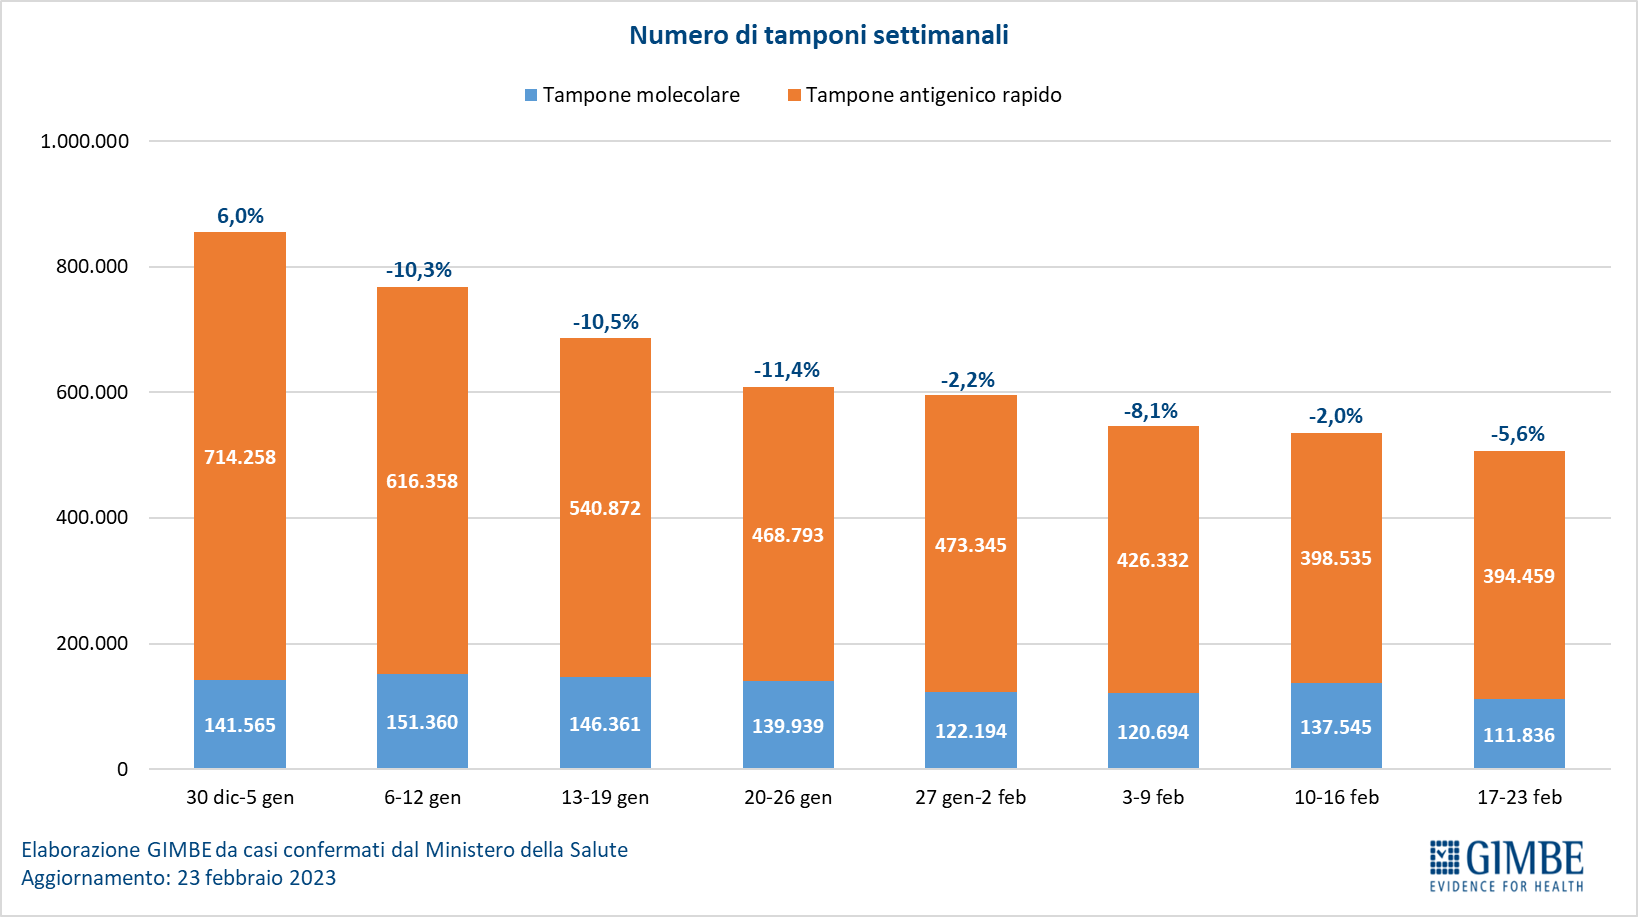 Numero di tamponi settimanali
Tampone molecolare Tampone antigenico rapido
1.000.000
800.000
600.000
400.000
200.000
0
6,0%
-10,3%
-10,5%
-11,4%
-2,2%
-8,1%
-2,0%
-5,6%
714.258
616.358
540.872
468.793
473.345
426.332
398.535
394.459
141.565
151.360
146.361
139.939
122.194
120.694
137.545
111.836
30 dic-5 gen
6-12 gen
13-19 gen
20-26 gen
27 gen-2 feb
3-9 feb
10-16 feb
17-23 feb
Elaborazione GIMBE da casi confermati dal Ministero della Salute
Aggiornamento: 23 febbraio 2023
GIMBE
EVIDENCE FOR HEALTH